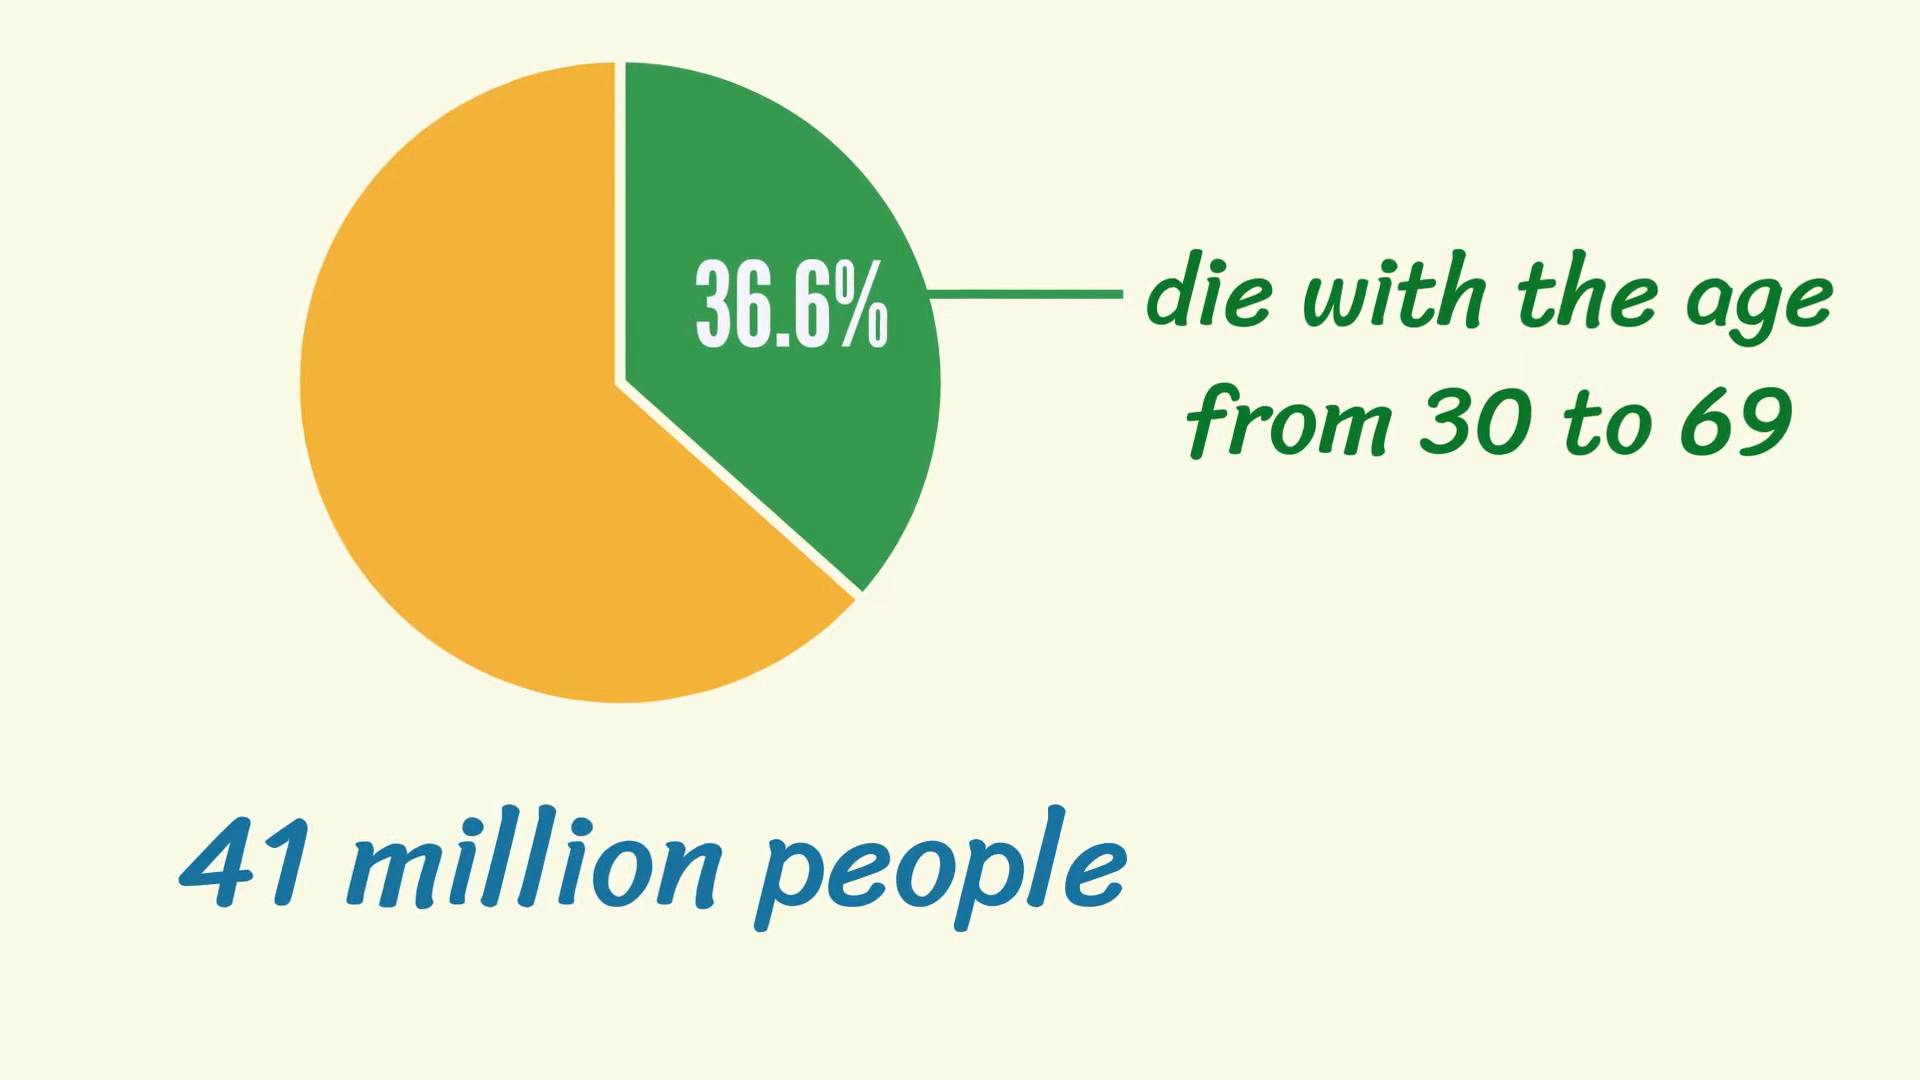 36.6%
die with the age
from 30 to 69
41 million people